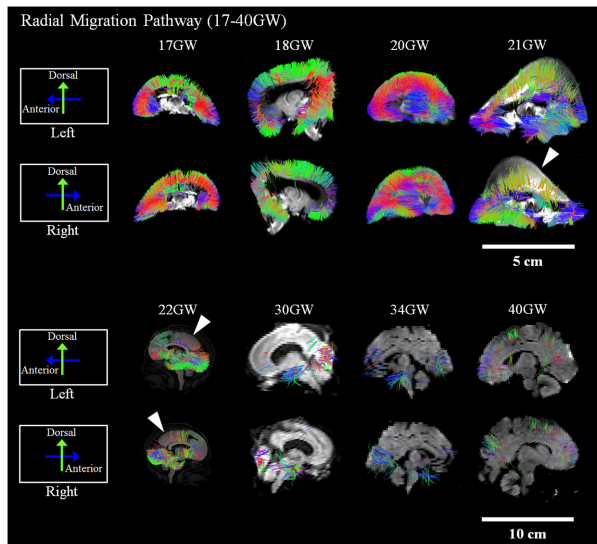 Radial Migration Pathway (17-40GW)
17GW 18GW 20GW 21GW
Dorsal
Anterior
Left
Dorsal
Anterior
Right
5 cm
22GW 30GW 34GW 40GW
Dorsal
Anterior
Left
Dorsal
Anterior
Right
10 cm